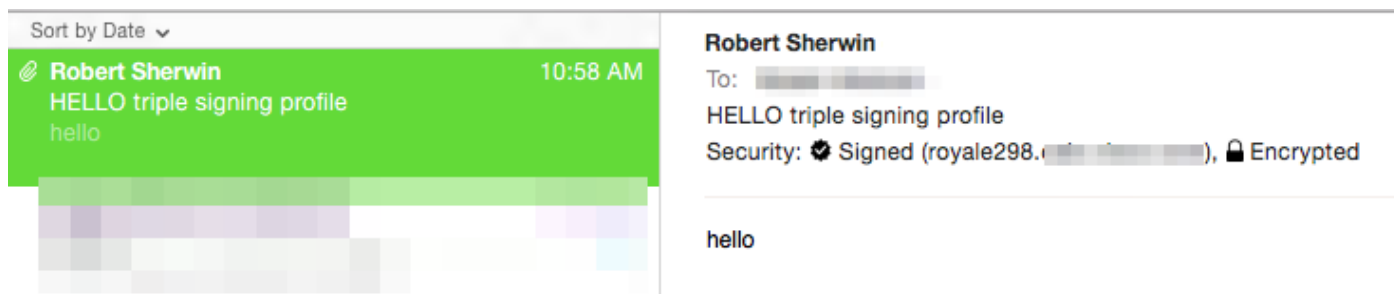 Sort by Date
Robert Sherwin 10:58 AM
HELLO triple signing profile
hello
Robert Sherwin
To:
HELLO triple signing profile
Security: Signed (royale298. ), Encrypted
hello